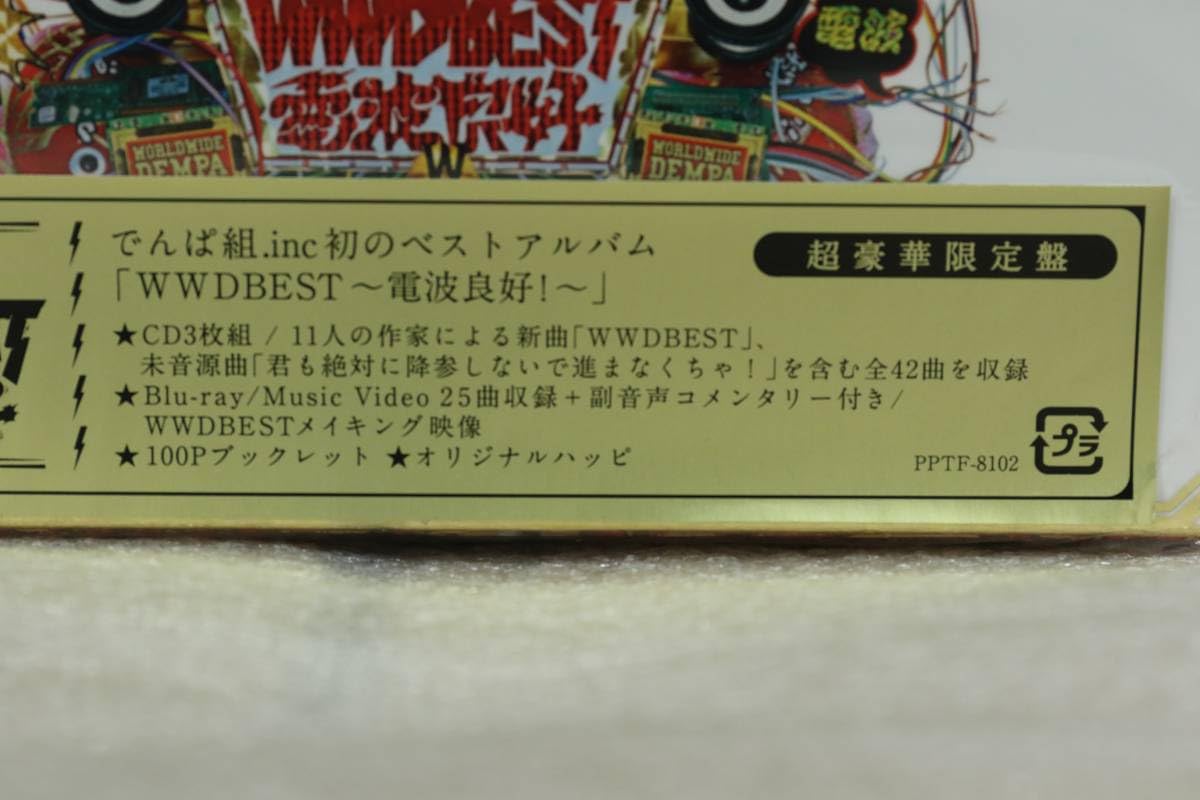 WWDBEST
電波良好
電波
WORLDWIDE
DEMPA
W
WORLDWIDE
DEMPA
でんぱ組.inc初のベストアルバム
「WWDBEST～電波良好!～」
超豪華限定盤
★CD3枚組 / 11人の作家による新曲「WWDBEST」、
未音源曲「君も絶対に降参しないで進まなくちゃ！」を含む全42曲を収録
★Blu-ray/Music Video 25曲収録＋副音声コメンタリー付き/
WWDBESTメイキング映像
★100Pブックレット ★オリジナルハッピ
PPTF-8102
プラ